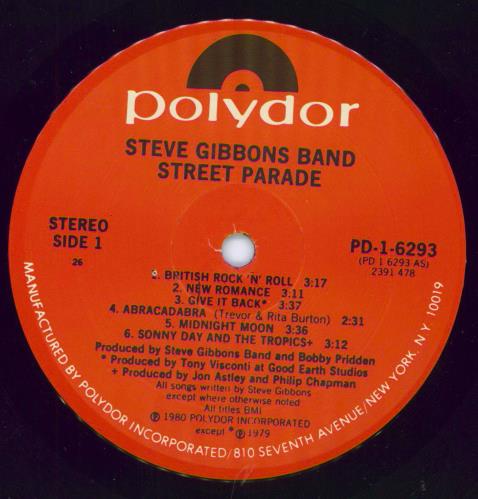 polydor
STEVE GIBBONS BAND
STREET PARADE
STEREO
SIDE 1
26
PD-1-6293
(PD 1 6293 AS)
2391 478
1. BRITISH ROCK 'N' ROLL 3:17
2. NEW ROMANCE 3:11
3. GIVE IT BACK* 3:37
4. ABRACADABRA (Trevor & Rita Burton) 2:31
5. MIDNIGHT MOON 3:36
6. SONNY DAY AND THE TROPICS+ 3:12
Produced by Steve Gibbons Band and Bobby Pridden
* Produced by Tony Visconti at Good Earth Studios
+ Produced by Jon Astley and Philip Chapman
All songs written by Steve Gibbons
except where otherwise noted
All titles BMI
℗ 1980 POLYDOR INCORPORATED
except * ℗ 1979
MANUFACTURED BY POLYDOR INCORPORATED/810 SEVENTH AVENUE/NEW YORK, N.Y. 10019